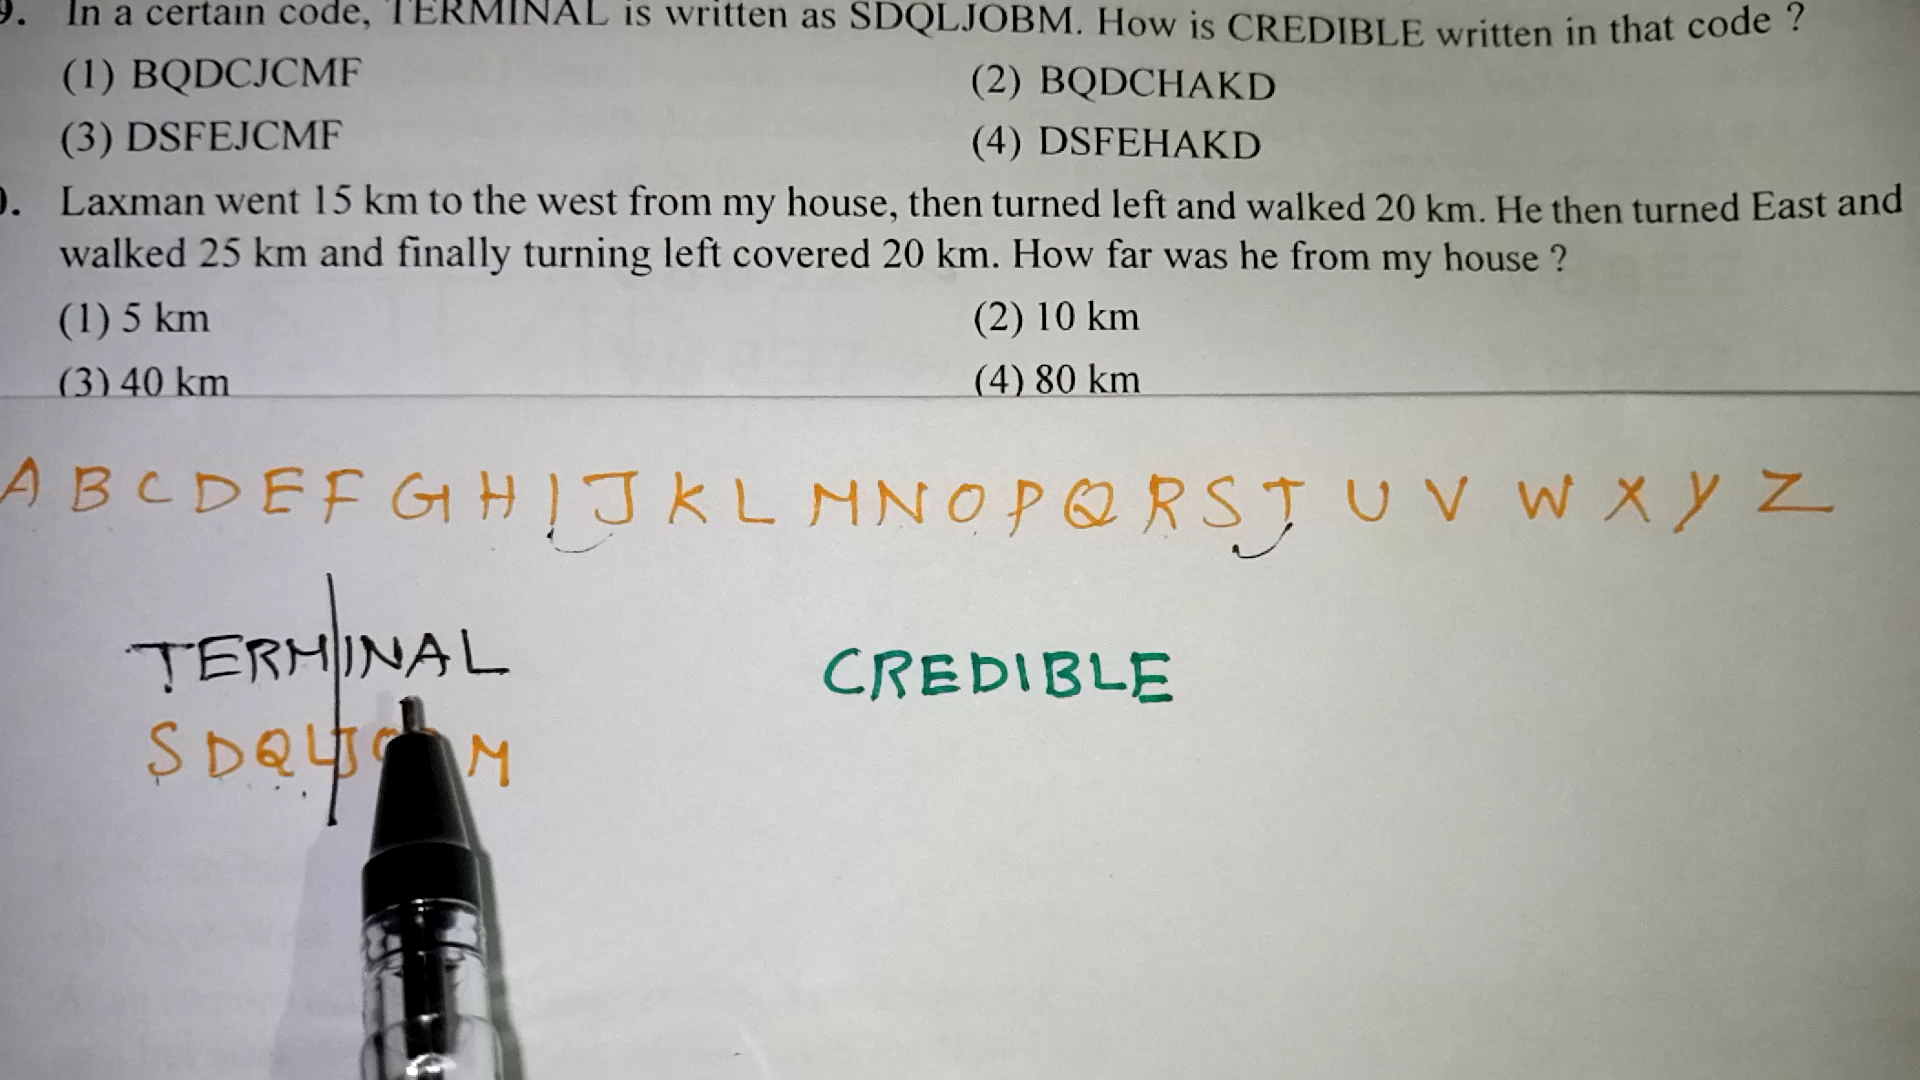 9. In a certain code, TERMINAL is written as SDQLJOBM. How is CREDIBLE written in that code ?
(1) BQDCJCMF (2) BQDCHAKD
(3) DSFEJCMF (4) DSFEHAKD
. Laxman went 15 km to the west from my house, then turned left and walked 20 km. He then turned East and
walked 25 km and finally turning left covered 20 km. How far was he from my house ?
(1) 5 km (2) 10 km
(3) 40 km (4) 80 km
A B C D E F G H I J K L M N O P Q R S T U V W X Y Z
TERMINAL CREDIBLE
SDQLJ M